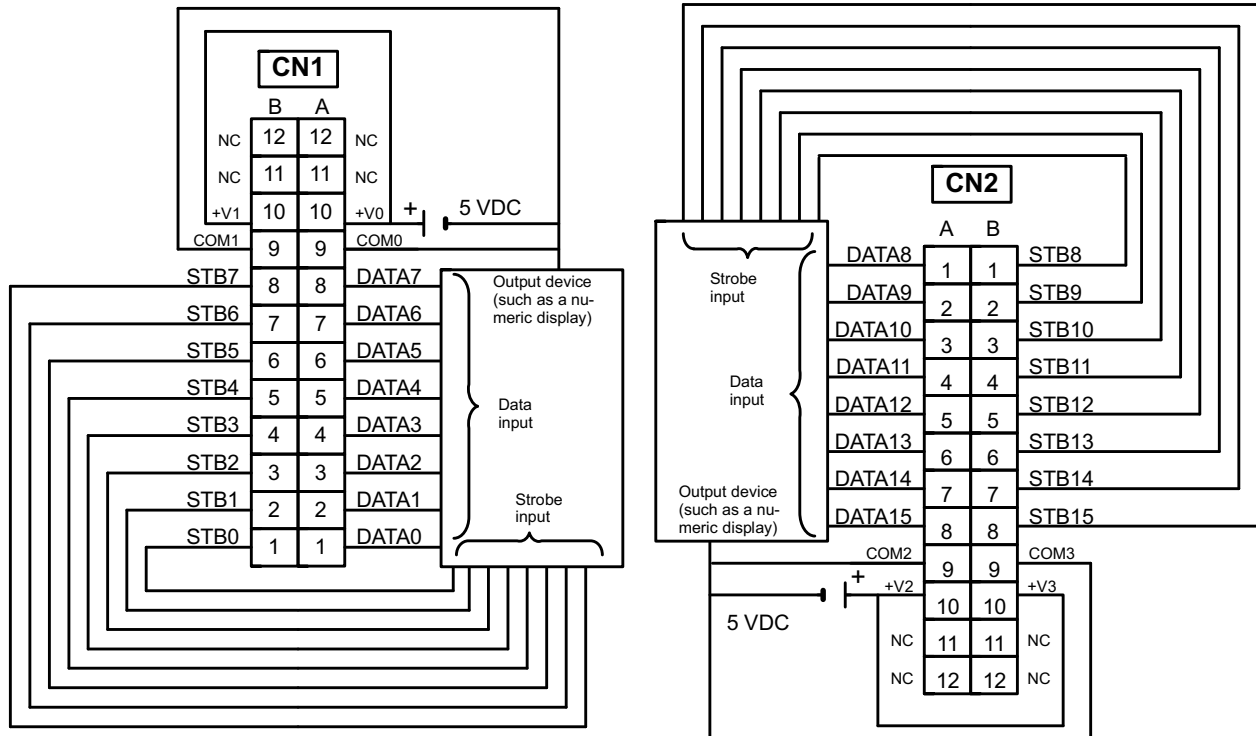 CN1
B A
NC 12 12 NC
NC 11 11 NC
+V1 10 10 +V0 + 5 VDC
COM1 9 9 COM0
STB7 8 8 DATA7
STB6 7 7 DATA6
STB5 6 6 DATA5
STB4 5 5 DATA4
STB3 4 4 DATA3
STB2 3 3 DATA2
STB1 2 2 DATA1
STB0 1 1 DATA0
Output device
(such as a nu-
meric display)
Data
input
Strobe
input
CN2
A B
DATA8 1 1 STB8
DATA9 2 2 STB9
DATA10 3 3 STB10
DATA11 4 4 STB11
DATA12 5 5 STB12
DATA13 6 6 STB13
DATA14 7 7 STB14
DATA15 8 8 STB15
COM2 9 9 COM3
+ +V2 10 10 +V3
5 VDC
NC 11 11 NC
NC 12 12 NC
Strobe
input
Data
input
Output device
(such as a nu-
meric display)